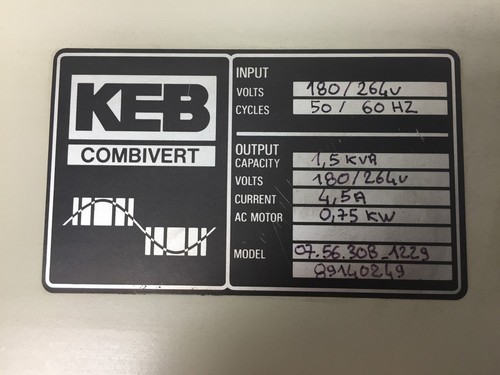 KEB
COMBIVERT
INPUT
VOLTS 180/264V
CYCLES 50/60 HZ
OUTPUT
CAPACITY 1,5 KVA
VOLTS 180/264V
CURRENT 4,5A
AC MOTOR 0,75 KW
MODEL 07.56.308_1229
89140249